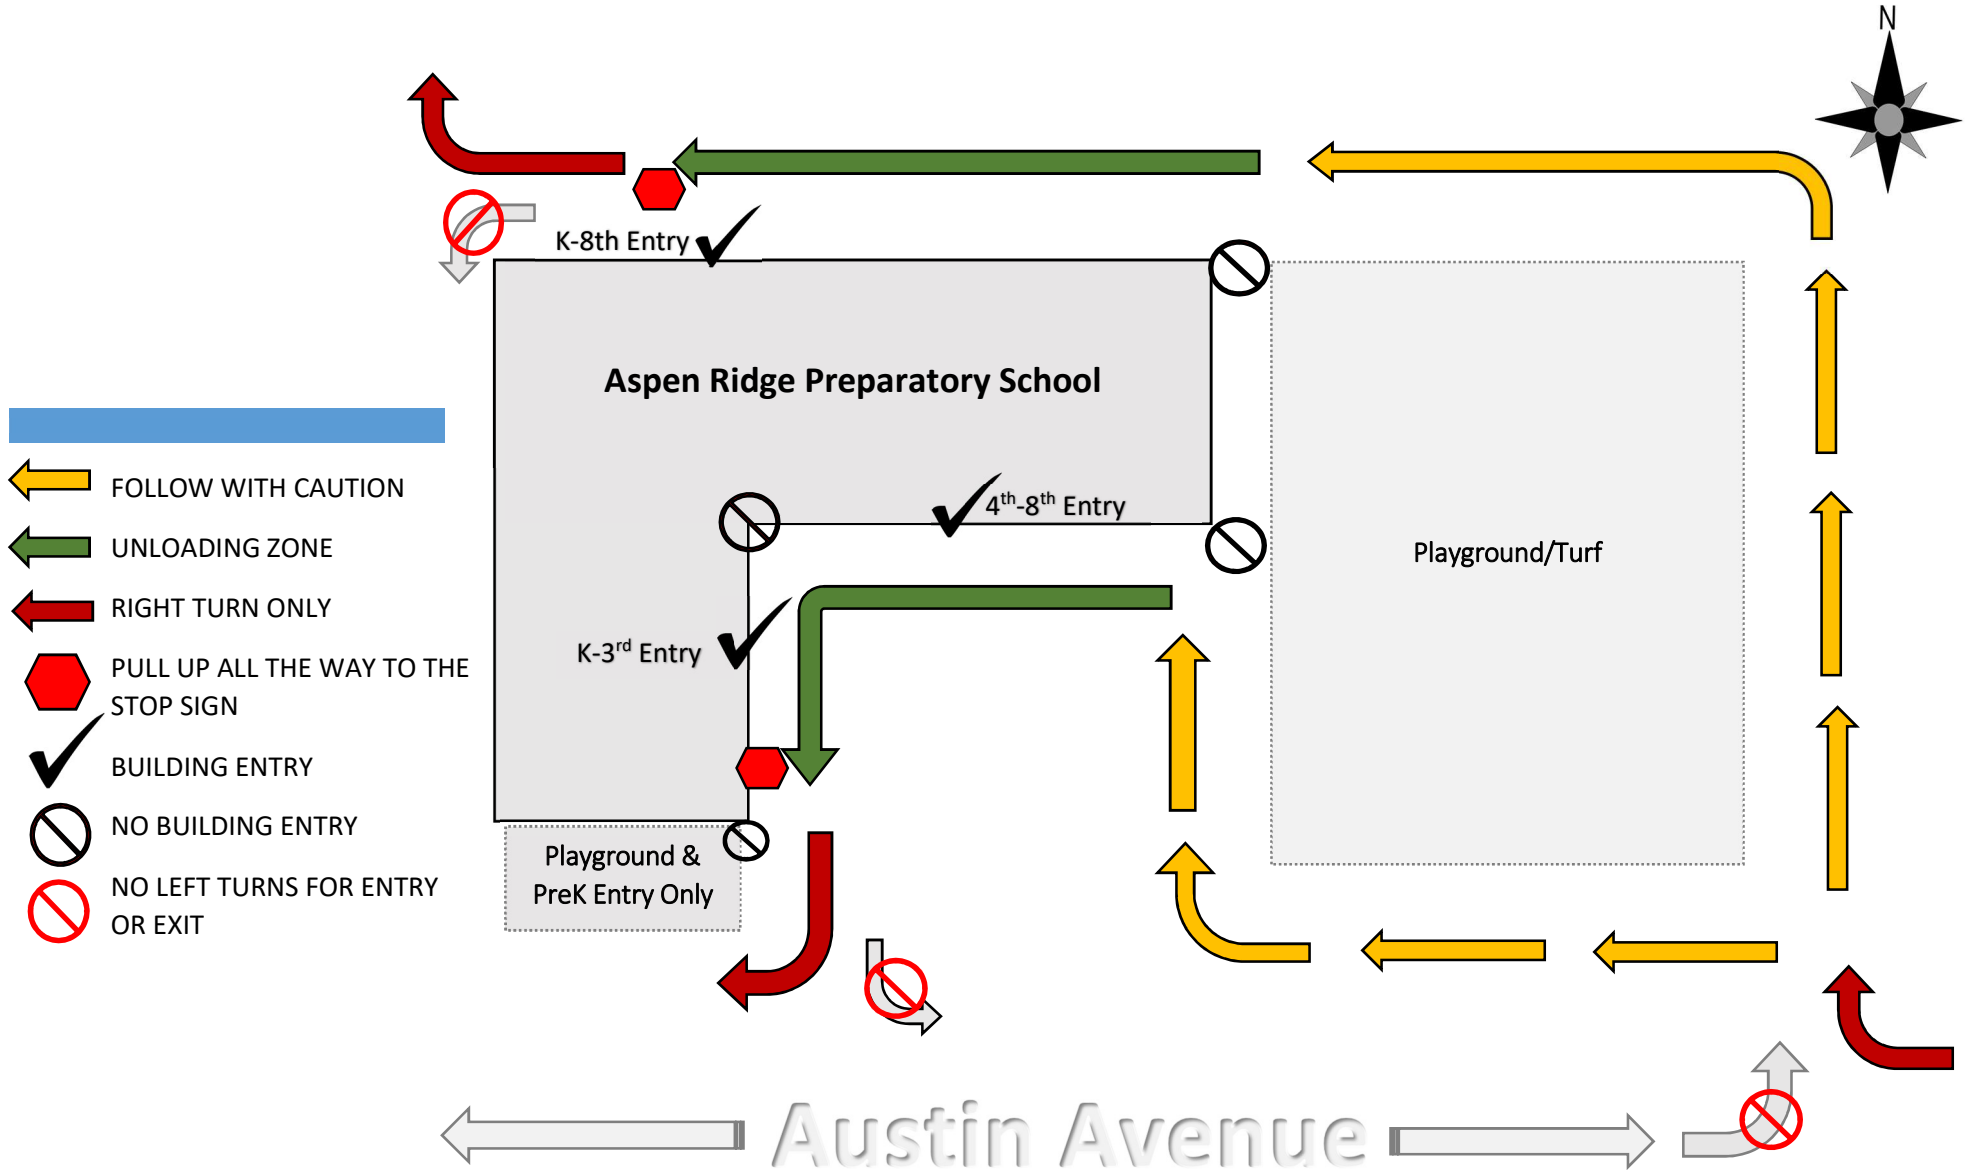 N
K-8th Entry
Aspen Ridge Preparatory School
4th-8th Entry
K-3rd Entry
Playground/Turf
Playground &
PreK Entry Only
FOLLOW WITH CAUTION
UNLOADING ZONE
RIGHT TURN ONLY
PULL UP ALL THE WAY TO THE
STOP SIGN
BUILDING ENTRY
NO BUILDING ENTRY
NO LEFT TURNS FOR ENTRY
OR EXIT
Austin Avenue